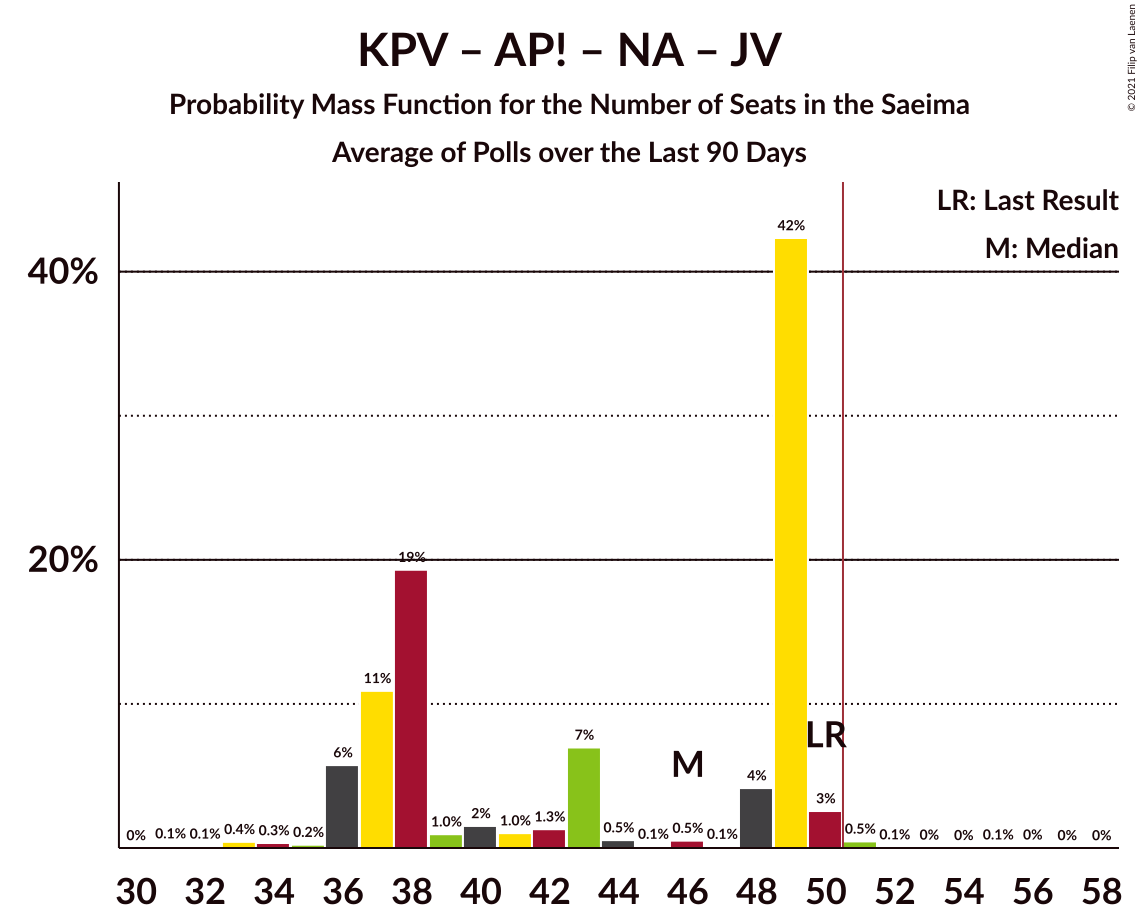 KPV – AP! – NA – JV
Probability Mass Function for the Number of Seats in the Saeima
Average of Polls over the Last 90 Days
© 2021 Filip van Laenen
LR: Last Result
M: Median
40%
20%
0% 0.1% 0.1% 0.4% 0.3% 0.2% 6% 11% 19% 1.0% 2% 1.0% 1.3% 7% 0.5% 0.1% 0.5% 0.1% 4% 42% 3% 0.5% 0.1% 0% 0% 0.1% 0% 0% 0%
M
LR
30 32 34 36 38 40 42 44 46 48 50 52 54 56 58